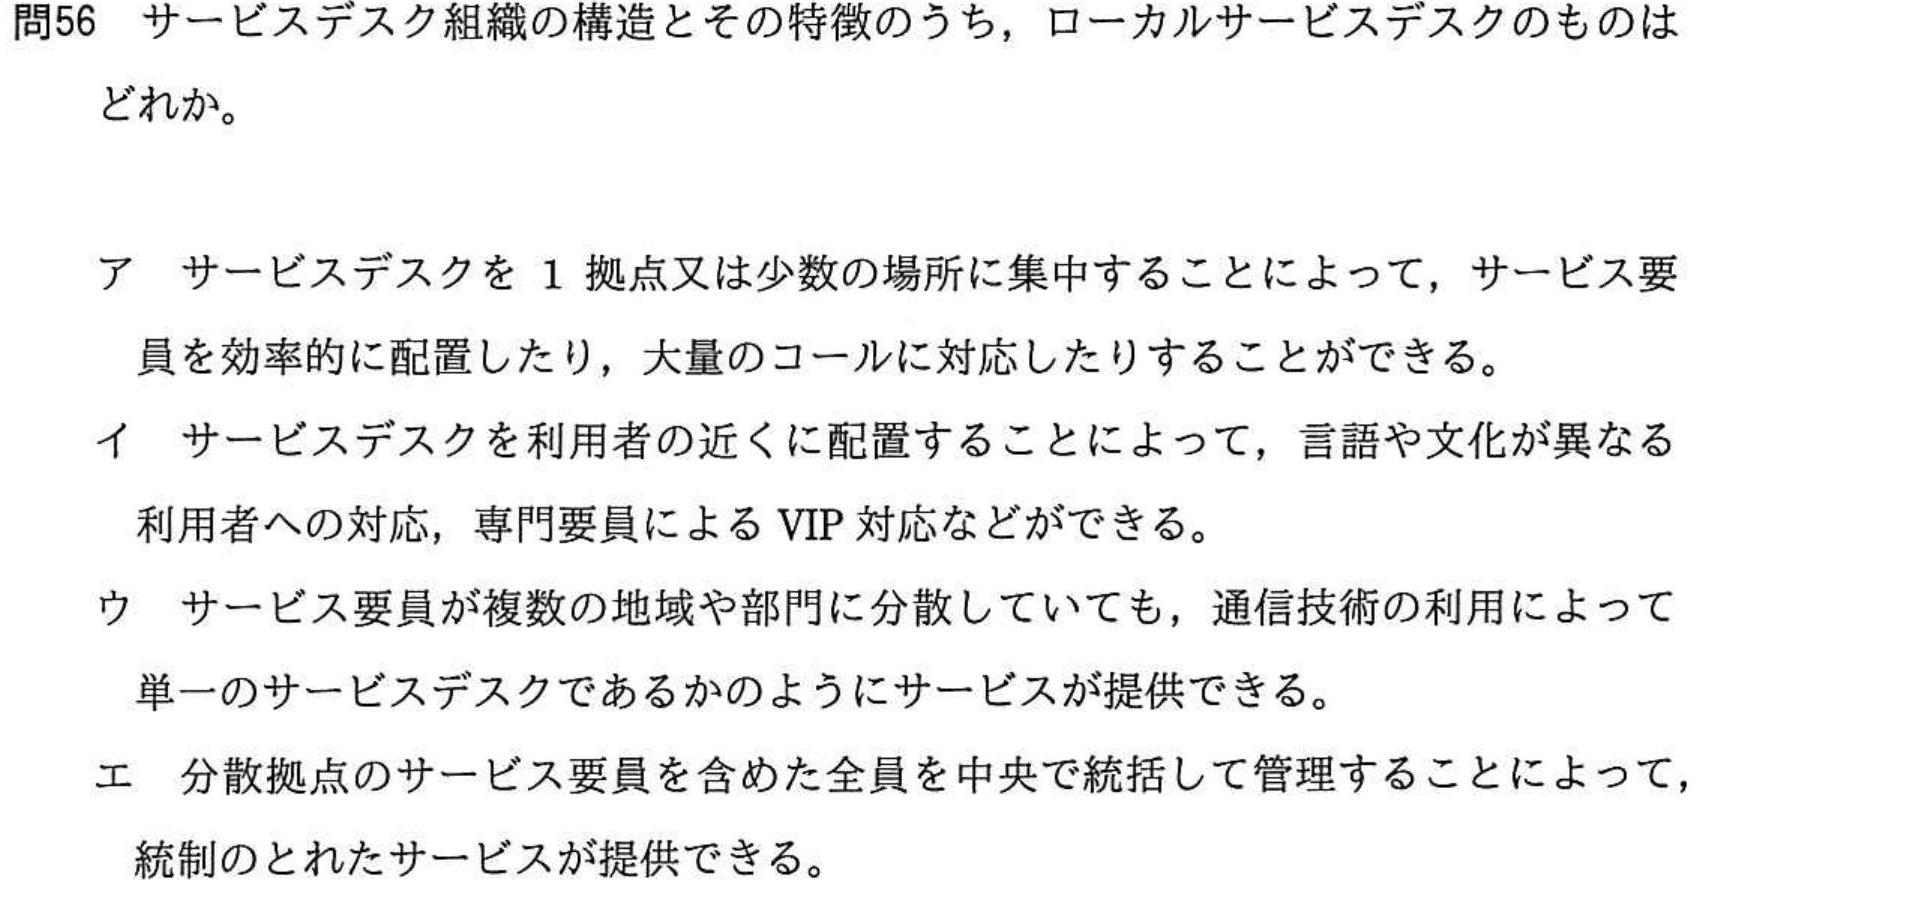 問56 サービスデスク組織の構造とその特徴のうち，ローカルサービスデスクのものは
どれか。
ア サービスデスクを 1 拠点又は少数の場所に集中することによって，サービス要
員を効率的に配置したり，大量のコールに対応したりすることができる。
イ サービスデスクを利用者の近くに配置することによって，言語や文化が異なる
利用者への対応，専門要員による VIP 対応などができる。
ウ サービス要員が複数の地域や部門に分散していても，通信技術の利用によって
単一のサービスデスクであるかのようにサービスが提供できる。
エ 分散拠点のサービス要員を含めた全員を中央で統括して管理することによって，
統制のとれたサービスが提供できる。